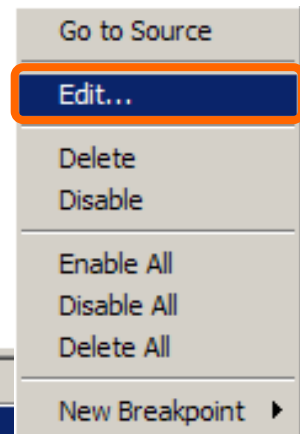 Go to Source
Edit...
Delete
Disable
Enable All
Disable All
Delete All
New Breakpoint